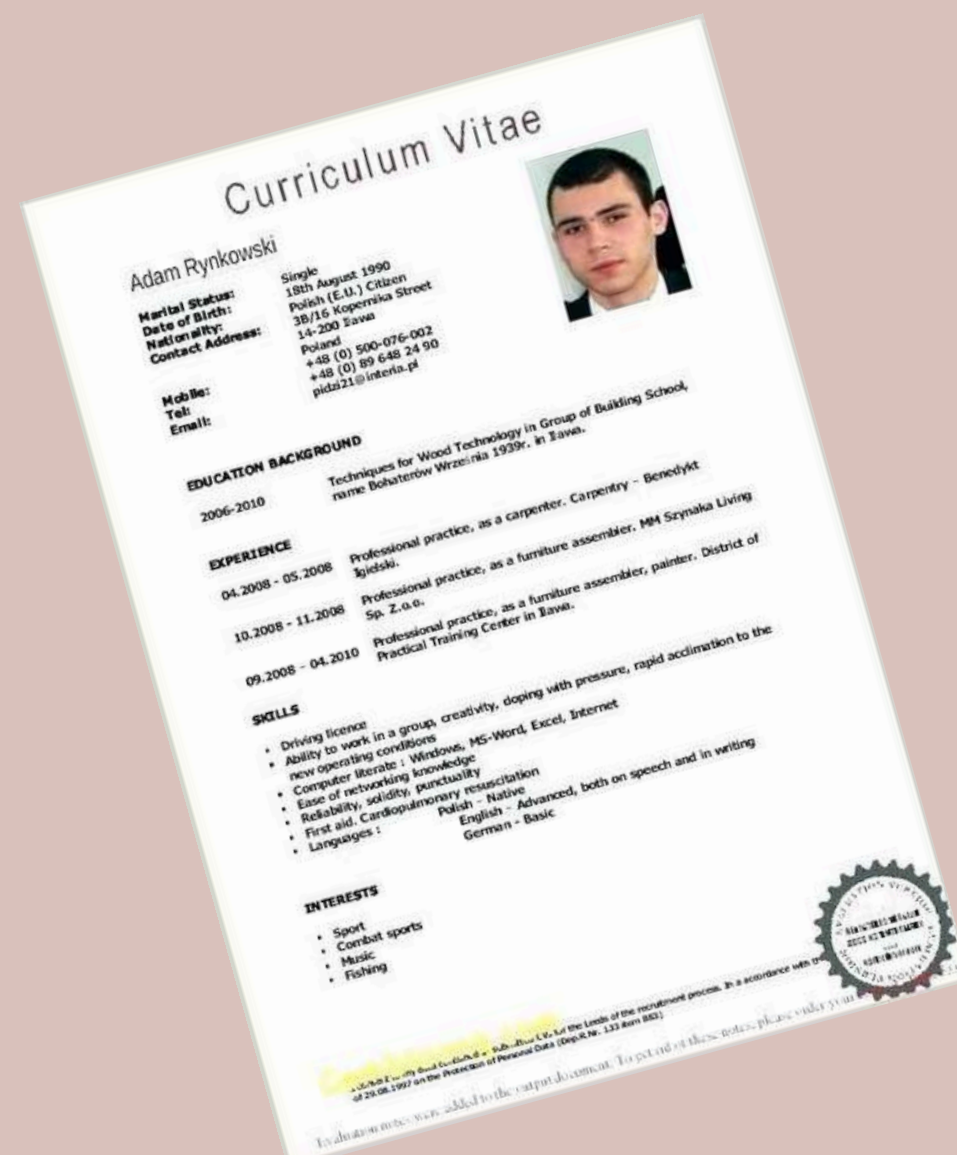 Curriculum Vitae
Adam Rynkowski
Marital Status: Single
Date of Birth: 18th August 1990
Nationality: Polish (E.U.) Citizen
Contact Address: 3B/16 Kopernika Street
14-200 Iława
Poland
Mobile: +48 (0) 500-076-002
Tel: +48 (0) 89 648 24 90
Email: pidzi21@interia.pl
EDUCATION BACKGROUND
2006-2010 Techniques for Wood Technology in Group of Building School,
name Bohaterów Września 1939r. in Iława.
EXPERIENCE
04.2008 - 05.2008 Professional practice, as a carpenter. Carpentry - Benedykt
Igielski.
10.2008 - 11.2008 Professional practice, as a furniture assembler. MM Szynaka Living
Sp. Z.o.o.
09.2008 - 04.2010 Professional practice, as a furniture assembler, painter. District of
Practical Training Center in Iława.
SKILLS
• Driving licence
• Ability to work in a group, creativity, doping with pressure, rapid acclimation to the
new operating conditions
• Computer literate : Windows, MS-Word, Excel, Internet
• Ease of networking knowledge
• Reliability, solidity, punctuality
• First aid. Cardiopulmonary resuscitation
• Languages : Polish - Native
English - Advanced, both on speech and in writing
German - Basic
INTERESTS
• Sport
• Combat sports
• Music
• Fishing
for the Leeds of the recruitment process. In a accordance with
of 29.08.1997 on the Protection of Personal Data (Dep.R.Nr. 133 item 883)
Evaluation notes were added to the output document. To get rid of these notes, please order your